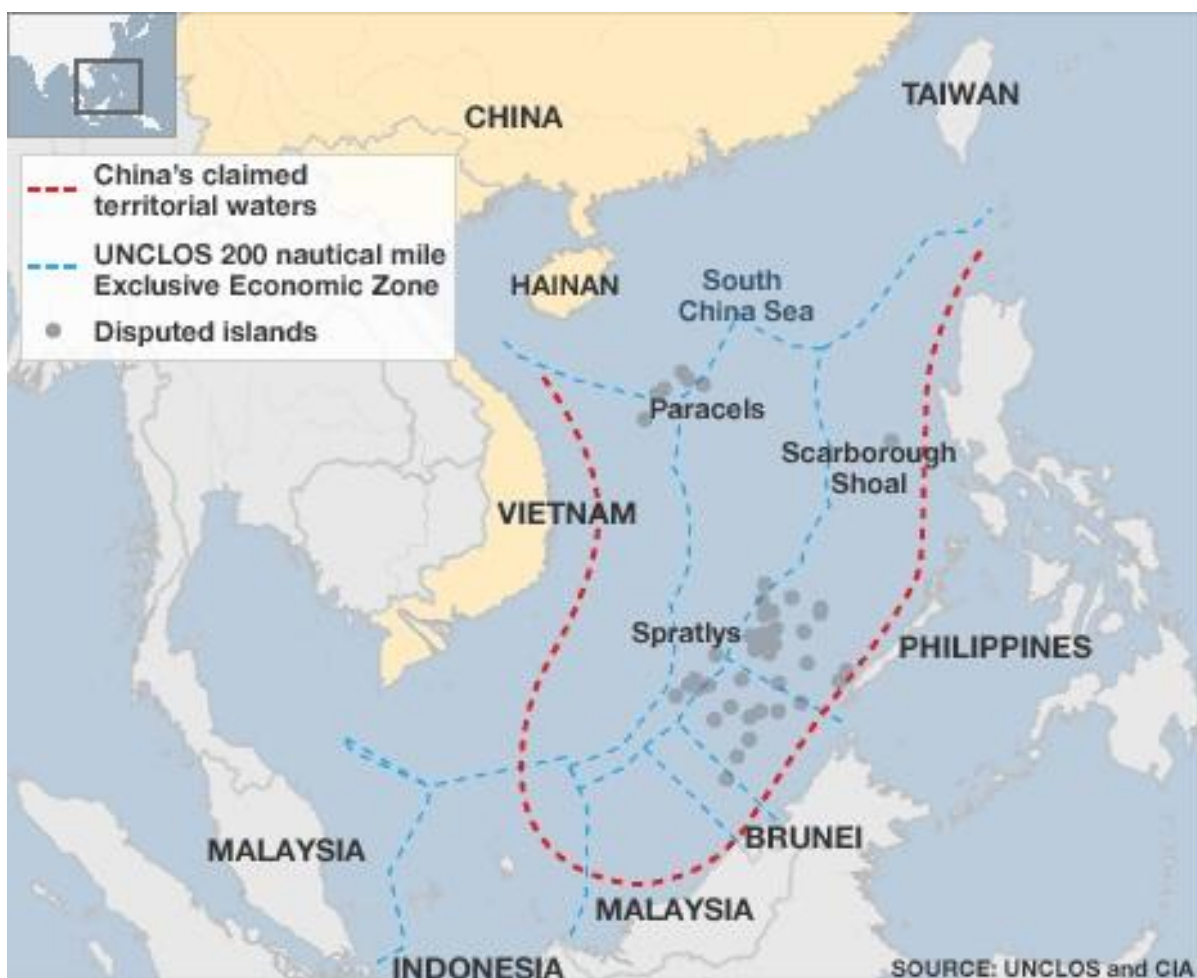 CHINA
TAIWAN
China's claimed
territorial waters
UNCLOS 200 nautical mile
Exclusive Economic Zone
Disputed islands
HAINAN
South
China Sea
Paracels
Scarborough
Shoal
VIETNAM
Spratlys
PHILIPPINES
MALAYSIA
BRUNEI
MALAYSIA
INDONESIA
SOURCE: UNCLOS and CIA